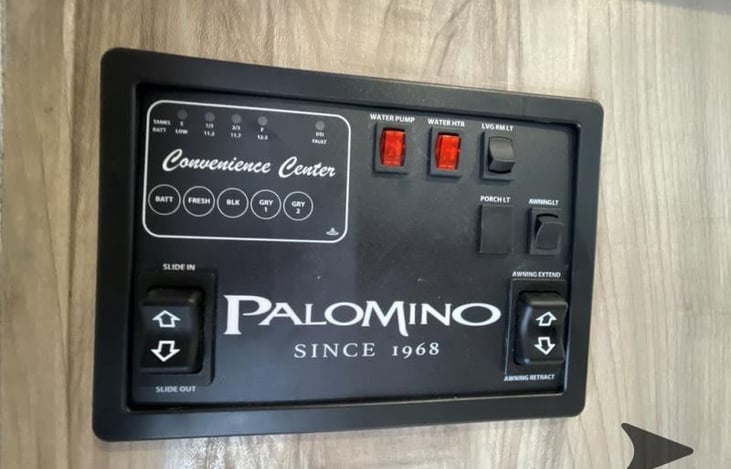 TANKS E 1/3 2/3 F DSI
BATT LOW 11.2 11.7 12.3 FAULT
Convenience Center
BATT FRESH BLK GRY 1 GRY 2
WATER PUMP WATER HTR LVG RM LT
PORCH LT AWNING LT
SLIDE IN
SLIDE OUT
PALOMINO
SINCE 1968
AWNING EXTEND
AWNING RETRACT